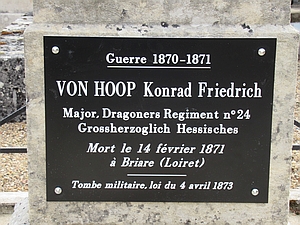 Guerre 1870-1871
VON HOOP Konrad Friedrich
Major, Dragoners Regiment n°24
Grossherzoglich Hessisches
Mort le 14 février 1871
à Briare (Loiret)
Tombe militaire, loi du 4 avril 1873